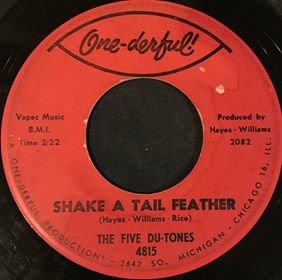 One-derful!
Vapac Music
B.M.I.
Time 2:22
Produced by
Hayes - Williams
2082
SHAKE A TAIL FEATHER
(Hayes - Williams - Rice)
THE FIVE DU-TONES
4815
A ONE-DERFUL PRODUCTION! - 2642 SO. MICHIGAN - CHICAGO 16, ILL.